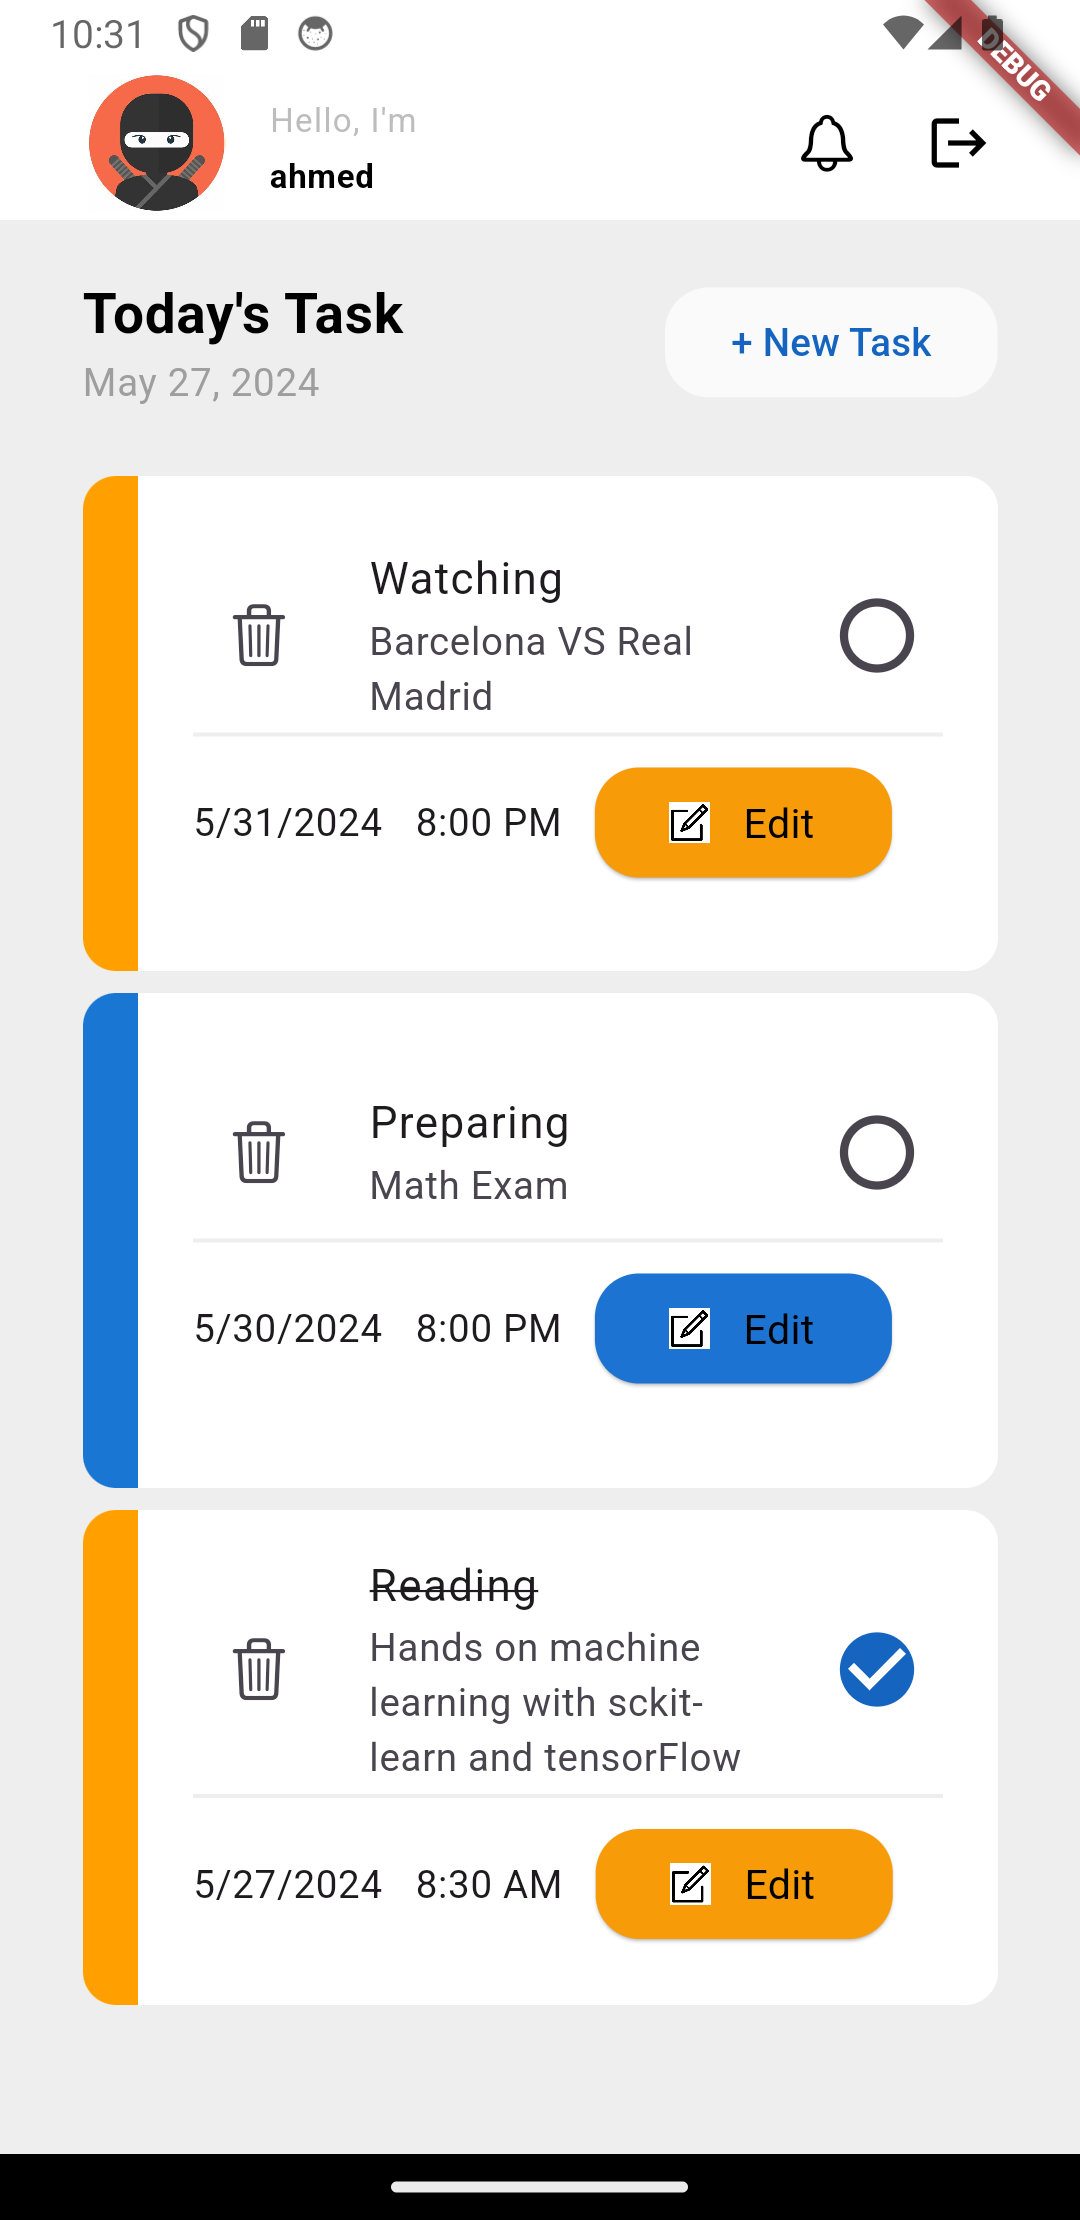 10:31
DEBUG
Hello, I'm
ahmed
Today's Task
May 27, 2024
+ New Task
Watching
Barcelona VS Real
Madrid
5/31/2024 8:00 PM Edit
Preparing
Math Exam
5/30/2024 8:00 PM Edit
Reading
Hands on machine
learning with sckit-
learn and tensorFlow
5/27/2024 8:30 AM Edit